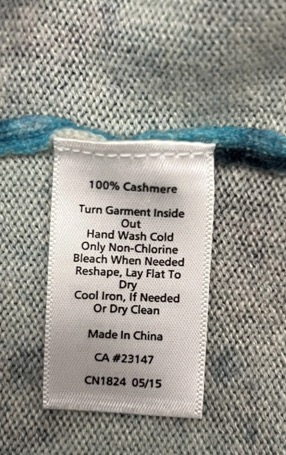 100% Cashmere
Turn Garment Inside
Out
Hand Wash Cold
Only Non-Chlorine
Bleach When Needed
Reshape, Lay Flat To
Dry
Cool Iron, If Needed
Or Dry Clean
Made In China
CA #23147
CN1824 05/15